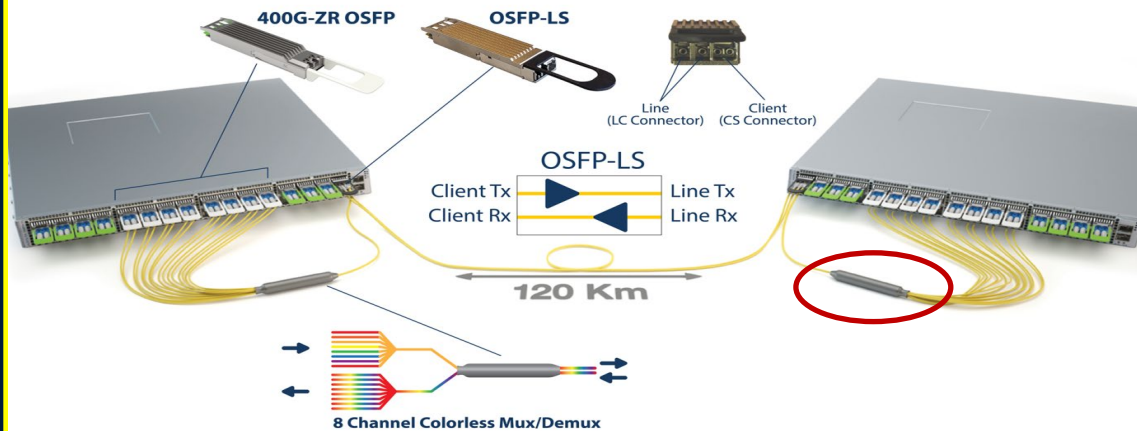 400G-ZR OSFP
OSFP-LS
Line
(LC Connector)
Client
(CS Connector)
OSFP-LS
Client Tx
Line Tx
Client Rx
Line Rx
120 Km
8 Channel Colorless Mux/Demux